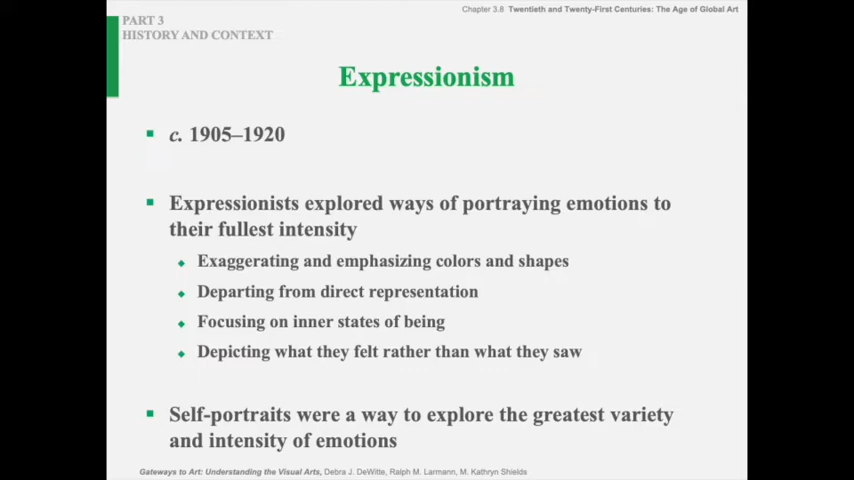 Chapter 3.8 Twentieth and Twenty-First Centuries: The Age of Global Art
PART 3
HISTORY AND CONTEXT
Expressionism
c. 1905–1920
Expressionists explored ways of portraying emotions to
their fullest intensity
Exaggerating and emphasizing colors and shapes
Departing from direct representation
Focusing on inner states of being
Depicting what they felt rather than what they saw
Self-portraits were a way to explore the greatest variety
and intensity of emotions
Gateways to Art: Understanding the Visual Arts, Debra J. DeWitte, Ralph M. Larmann, M. Kathryn Shields